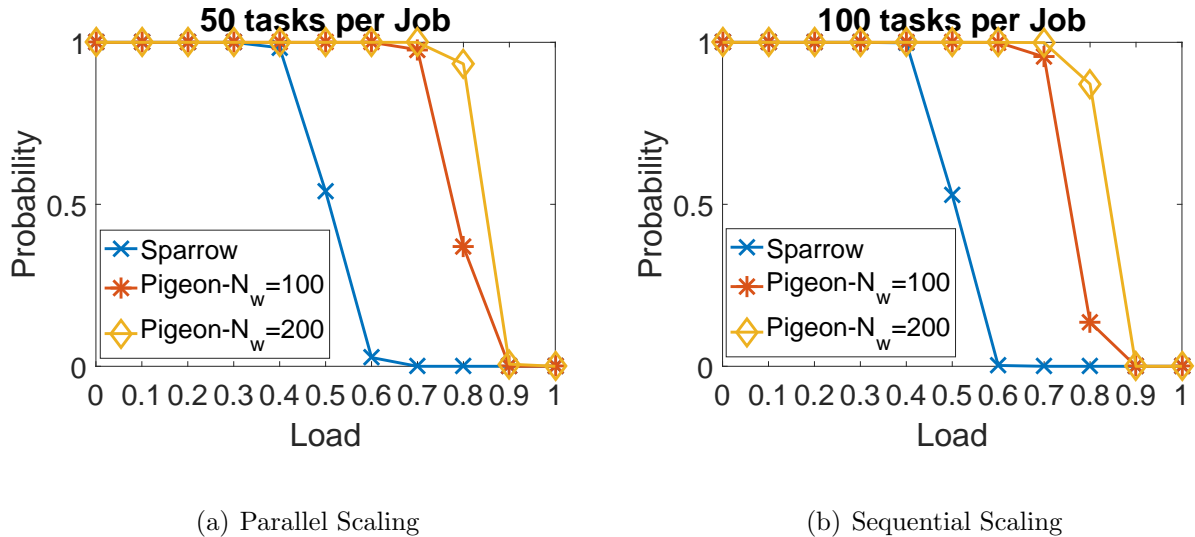 50 tasks per Job
1
0.5
0
Probability
Sparrow
Pigeon-N_w=100
Pigeon-N_w=200
0 0.1 0.2 0.3 0.4 0.5 0.6 0.7 0.8 0.9 1
Load
(a) Parallel Scaling
100 tasks per Job
1
0.5
0
Probability
Sparrow
Pigeon-N_w=100
Pigeon-N_w=200
0 0.1 0.2 0.3 0.4 0.5 0.6 0.7 0.8 0.9 1
Load
(b) Sequential Scaling